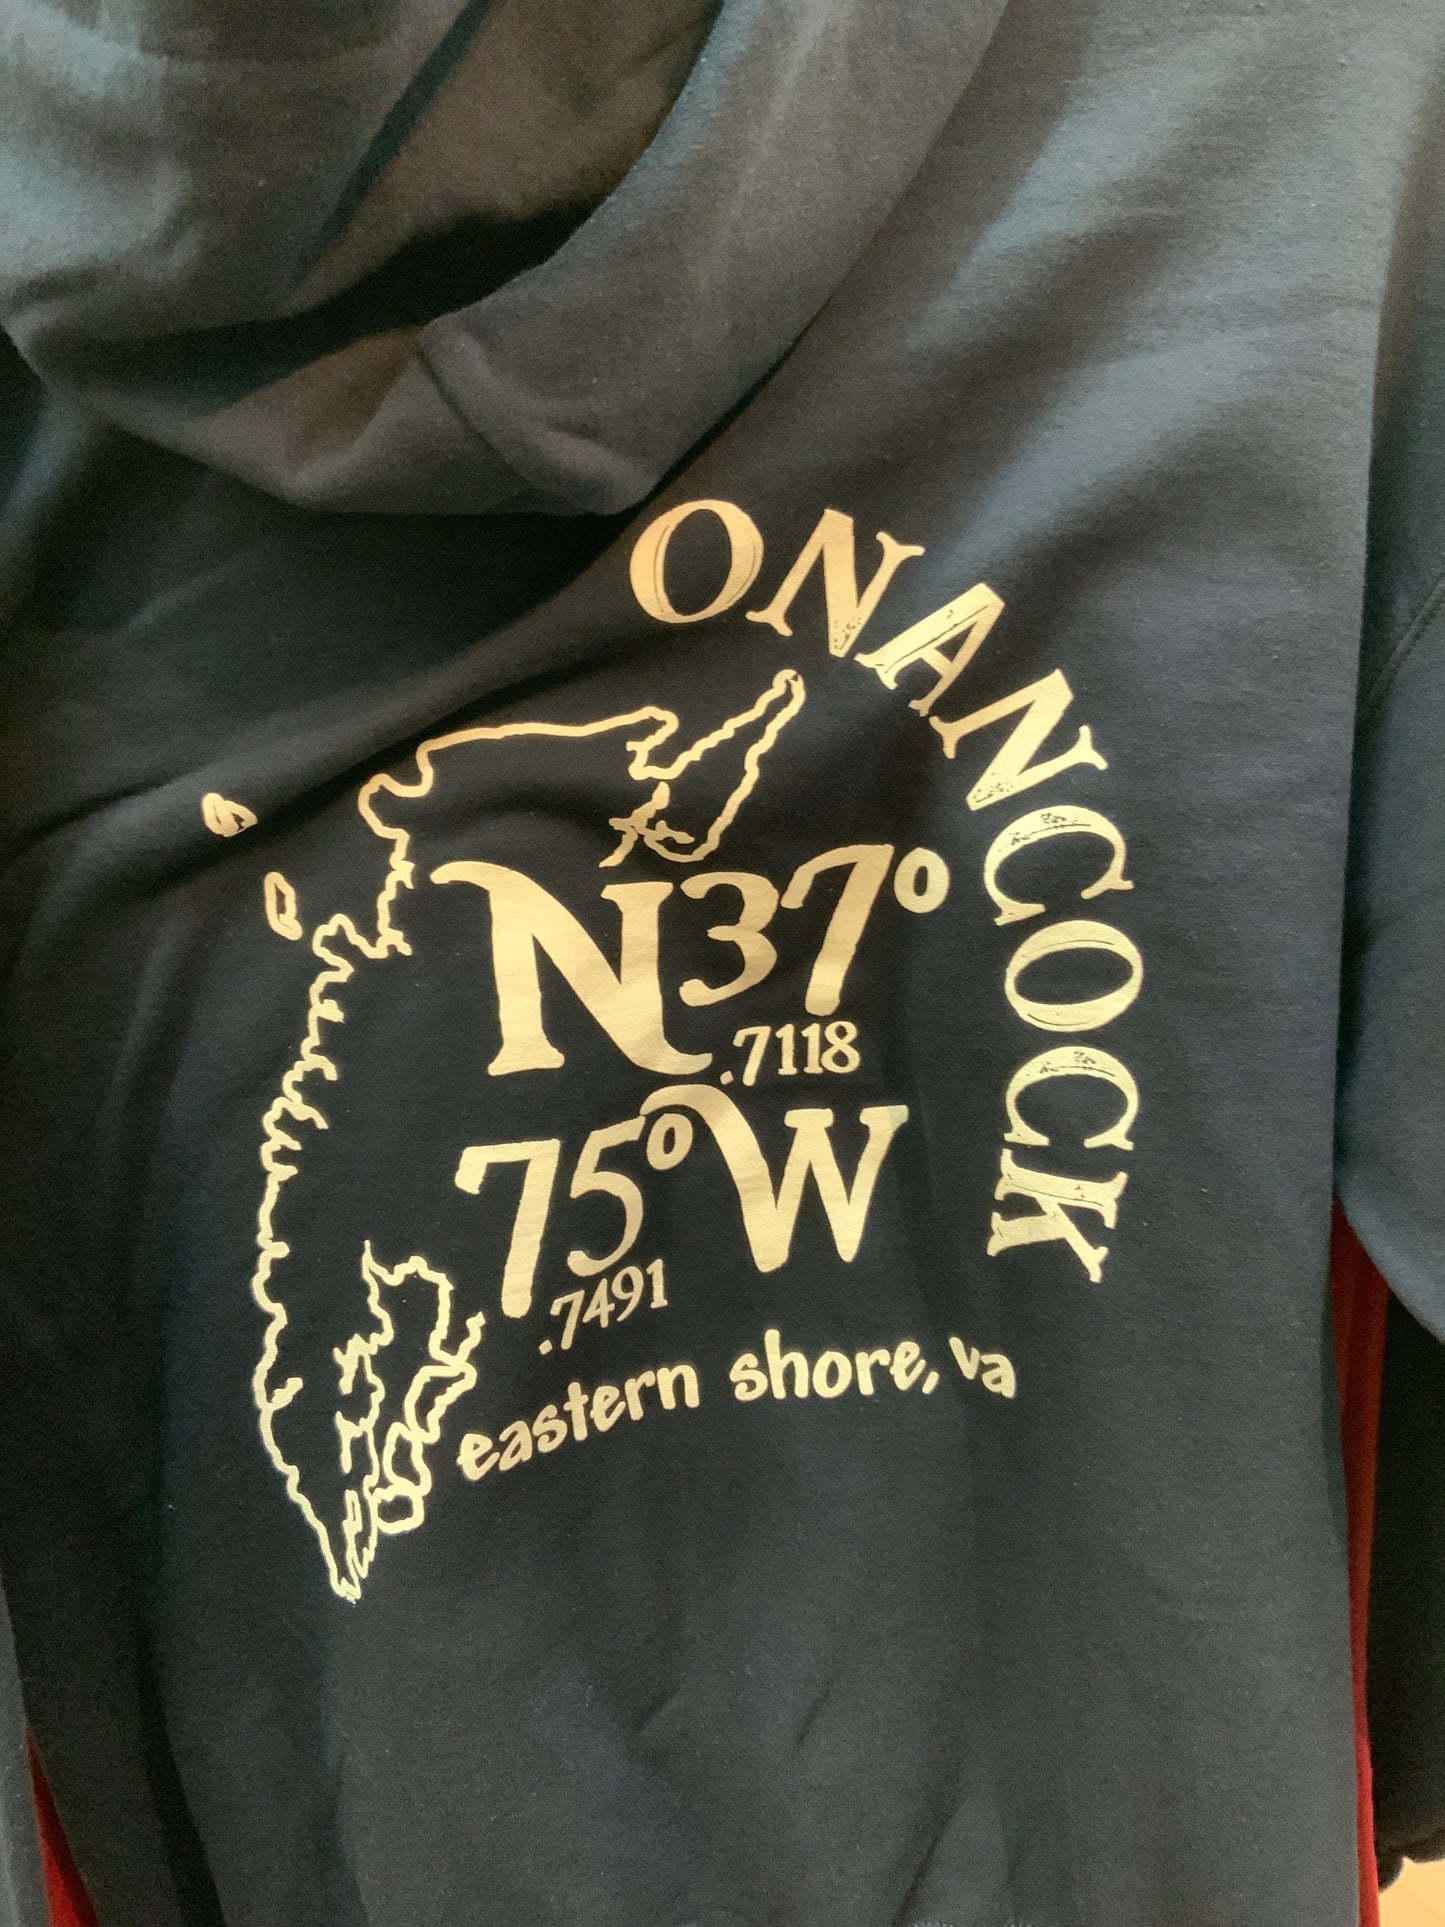 ONANCOCK
N37°
.7118
75°W
.7491
eastern shore, va